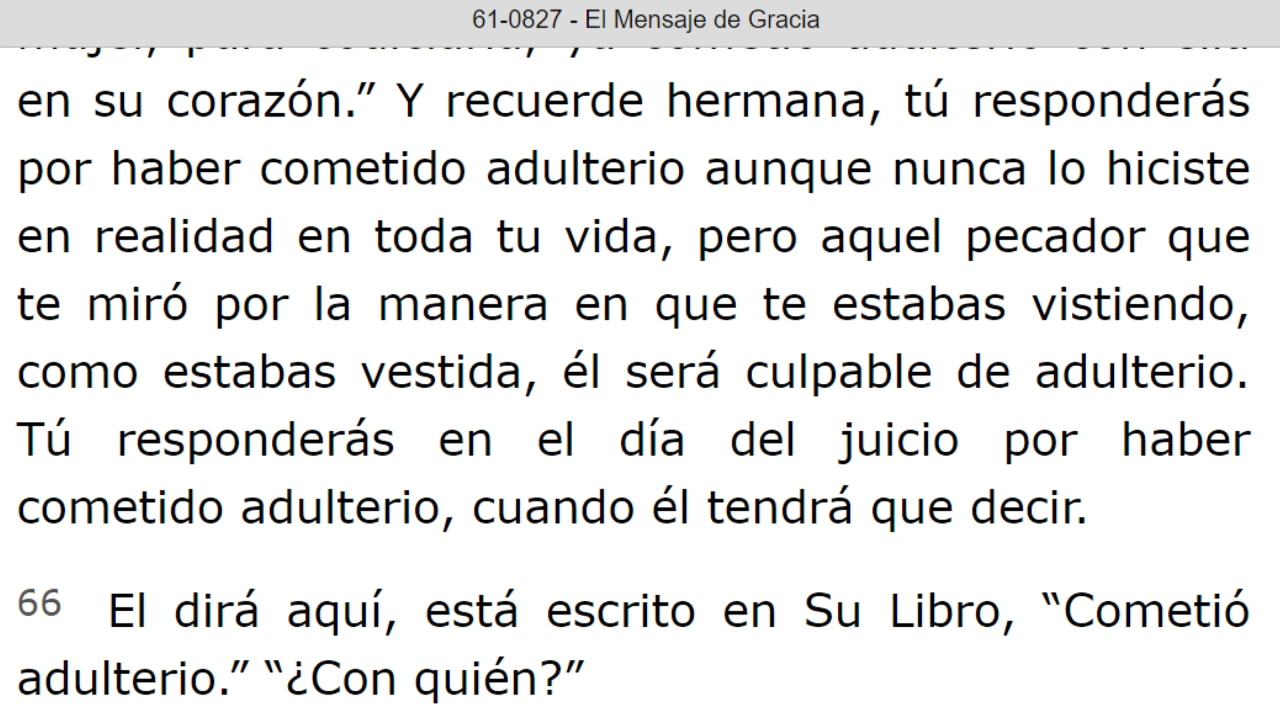 61-0827 - El Mensaje de Gracia
en su corazón.” Y recuerde hermana, tú responderás
por haber cometido adulterio aunque nunca lo hiciste
en realidad en toda tu vida, pero aquel pecador que
te miró por la manera en que te estabas vistiendo,
como estabas vestida, él será culpable de adulterio.
Tú responderás en el día del juicio por haber
cometido adulterio, cuando él tendrá que decir.
66 El dirá aquí, está escrito en Su Libro, “Cometió
adulterio.” “¿Con quién?”